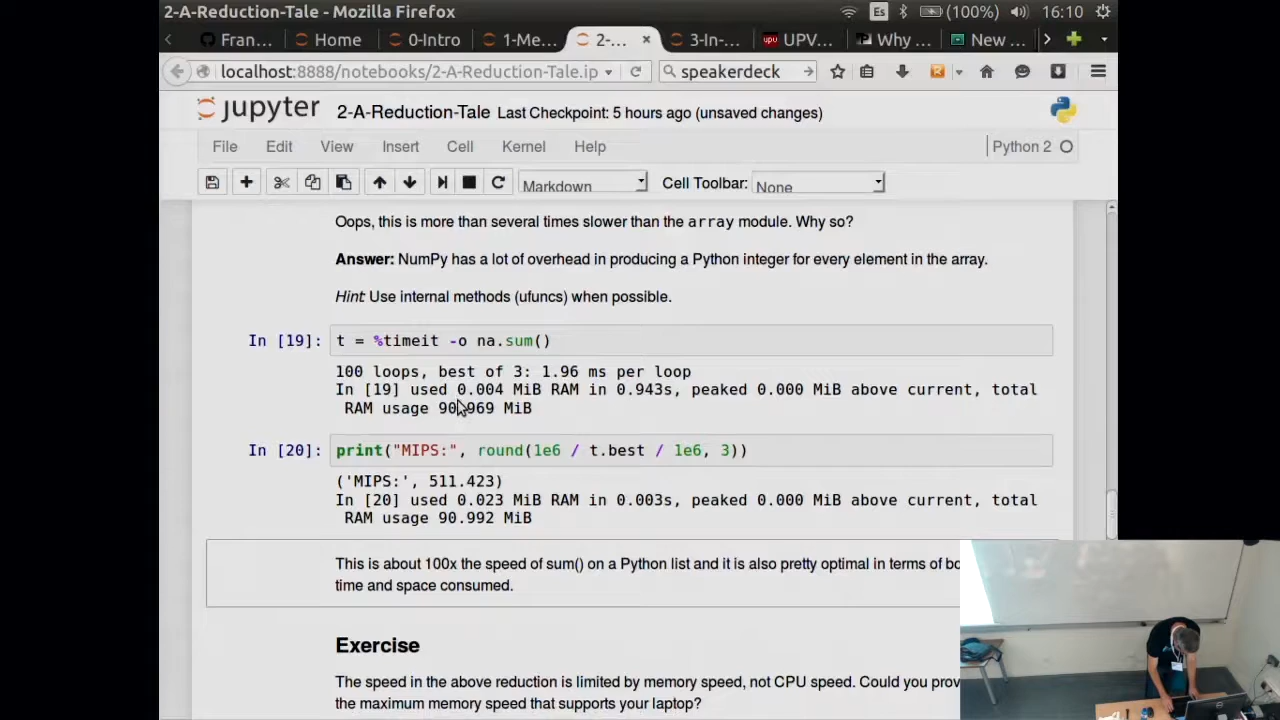 2-A-Reduction-Tale - Mozilla Firefox
Es (100%) 16:10
Fran... Home 0-Intro 1-Me... 2-... 3-In-... upv UPV... Why ... New ...
localhost:8888/notebooks/2-A-Reduction-Tale.ip speakerdeck
jupyter 2-A-Reduction-Tale Last Checkpoint: 5 hours ago (unsaved changes)
File Edit View Insert Cell Kernel Help Python 2
Markdown Cell Toolbar: None
Oops, this is more than several times slower than the array module. Why so?
Answer: NumPy has a lot of overhead in producing a Python integer for every element in the array.
Hint: Use internal methods (ufuncs) when possible.
In [19]: t = %timeit -o na.sum()
100 loops, best of 3: 1.96 ms per loop
In [19] used 0.004 MiB RAM in 0.943s, peaked 0.000 MiB above current, total
RAM usage 90.969 MiB
In [20]: print("MIPS:", round(1e6 / t.best / 1e6, 3))
('MIPS:', 511.423)
In [20] used 0.023 MiB RAM in 0.003s, peaked 0.000 MiB above current, total
RAM usage 90.992 MiB
This is about 100x the speed of sum() on a Python list and it is also pretty optimal in terms of bo
time and space consumed.
Exercise
The speed in the above reduction is limited by memory speed, not CPU speed. Could you prov
the maximum memory speed that supports your laptop?